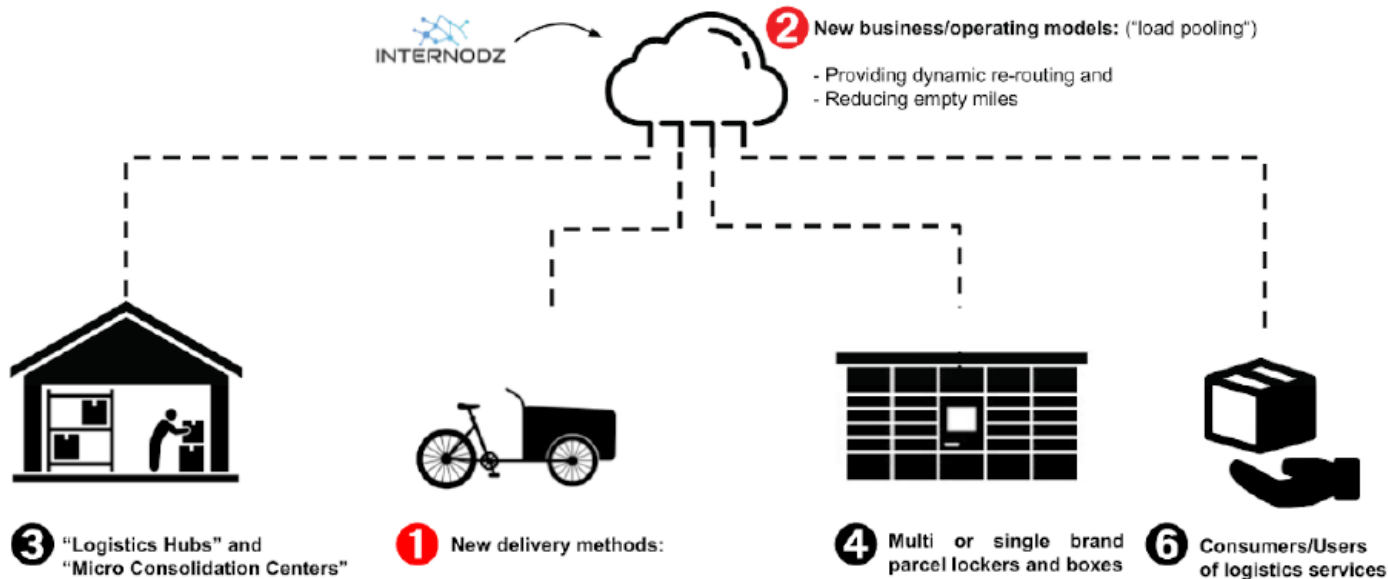 INTERNODZ
2 New business/operating models: ("load pooling")
- Providing dynamic re-routing and
- Reducing empty miles
3 "Logistics Hubs" and
"Micro Consolidation Centers"
1 New delivery methods:
4 Multi or single brand
parcel lockers and boxes
6 Consumers/Users
of logistics services